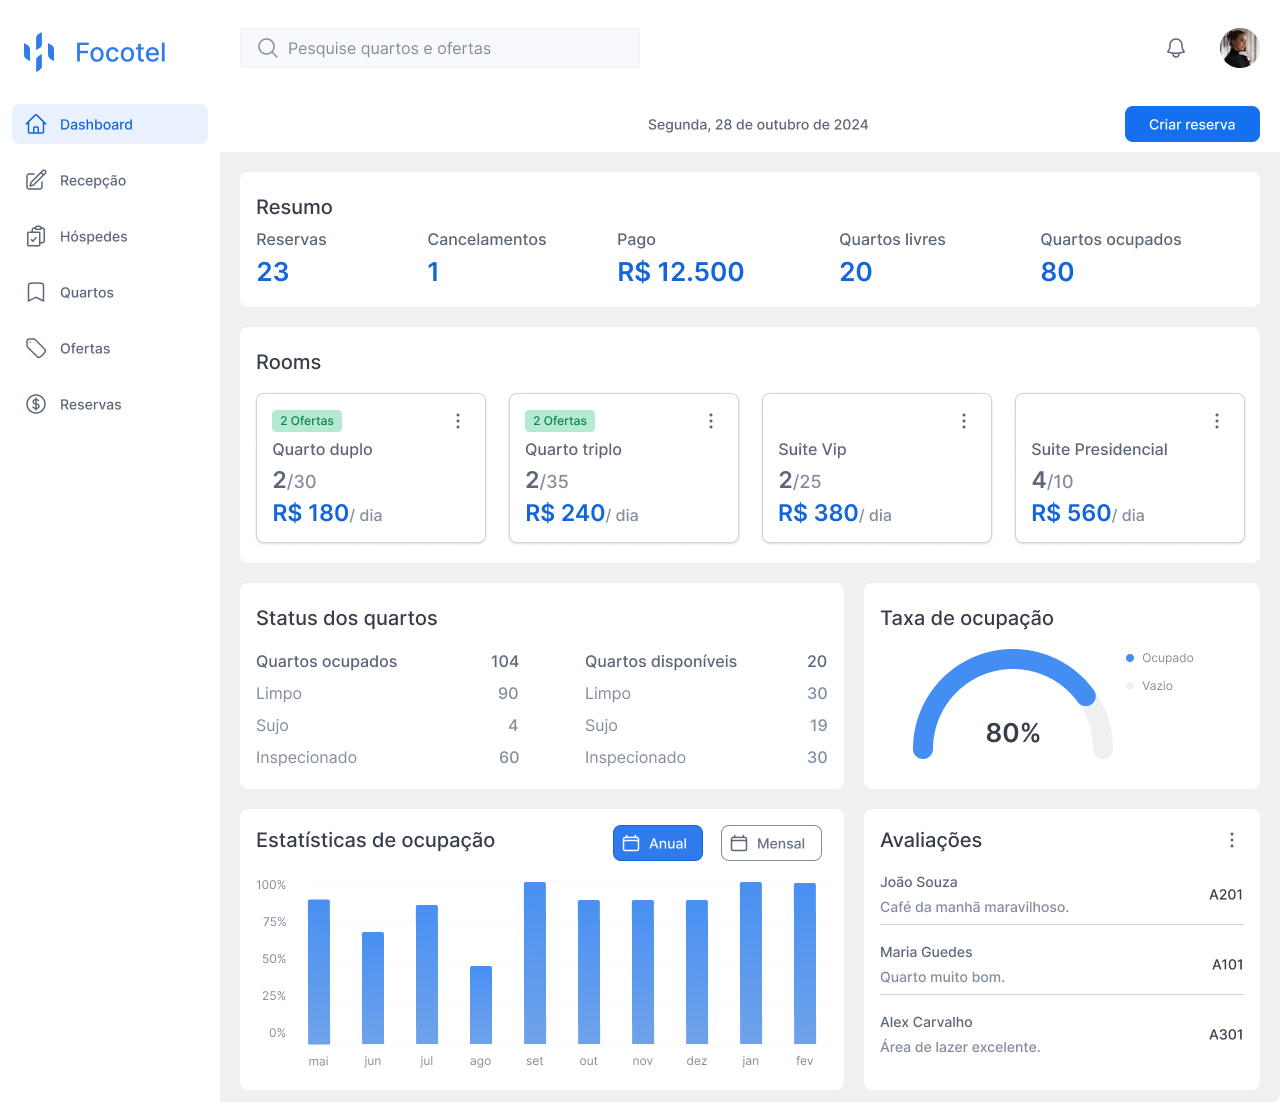 Focotel
Pesquise quartos e ofertas
Dashboard
Recepção
Hóspedes
Quartos
Ofertas
Reservas
Segunda, 28 de outubro de 2024
Criar reserva
Resumo
Reservas
23
Cancelamentos
1
Pago
R$ 12.500
Quartos livres
20
Quartos ocupados
80
Rooms
2 Ofertas
Quarto duplo
2/30
R$ 180/ dia
2 Ofertas
Quarto triplo
2/35
R$ 240/ dia
Suite Vip
2/25
R$ 380/ dia
Suite Presidencial
4/10
R$ 560/ dia
Status dos quartos
Quartos ocupados 104
Limpo 90
Sujo 4
Inspecionado 60
Quartos disponíveis 20
Limpo 30
Sujo 19
Inspecionado 30
Taxa de ocupação
80%
Ocupado
Vazio
Estatísticas de ocupação
Anual
Mensal
100%
75%
50%
25%
0%
mai jun jul ago set out nov dez jan fev
Avaliações
João Souza
Café da manhã maravilhoso.
A201
Maria Guedes
Quarto muito bom.
A101
Alex Carvalho
Área de lazer excelente.
A301